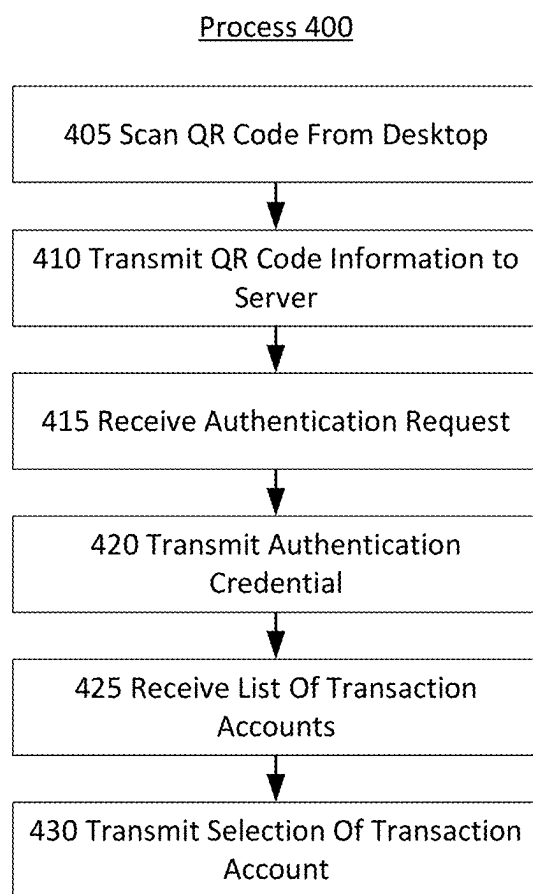 Process 400
405 Scan QR Code From Desktop
410 Transmit QR Code Information to
Server
415 Receive Authentication Request
420 Transmit Authentication
Credential
425 Receive List Of Transaction
Accounts
430 Transmit Selection Of Transaction
Account